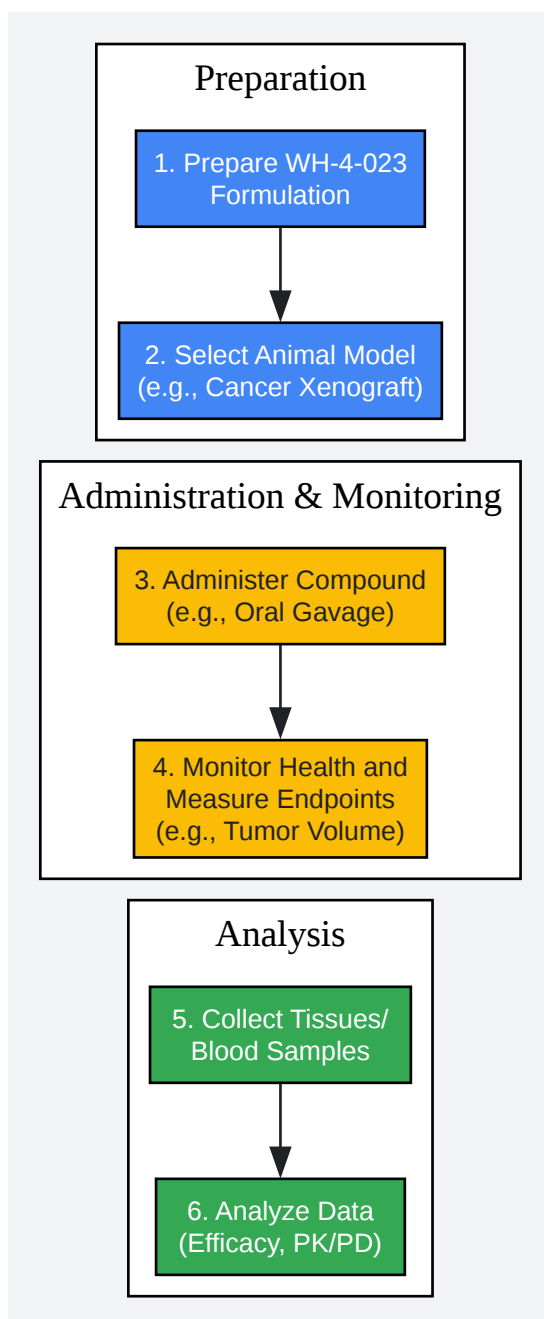 Preparation
1. Prepare WH-4-023
Formulation
2. Select Animal Model
(e.g., Cancer Xenograft)
Administration & Monitoring
3. Administer Compound
(e.g., Oral Gavage)
4. Monitor Health and
Measure Endpoints
(e.g., Tumor Volume)
Analysis
5. Collect Tissues/
Blood Samples
6. Analyze Data
(Efficacy, PK/PD)